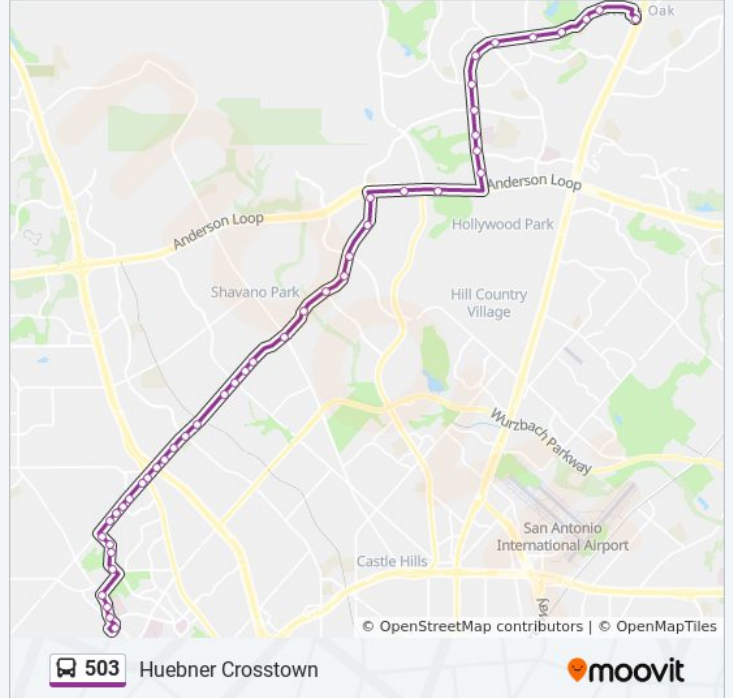 Oak
Anderson Loop
Hollywood Park
Anderson Loop
Shavano Park
Hill Country
Village
Wurzbach Parkway
San Antonio
International Airport
Castle Hills
way
© OpenStreetMap contributors | © OpenMapTiles
503 Huebner Crosstown
moovit